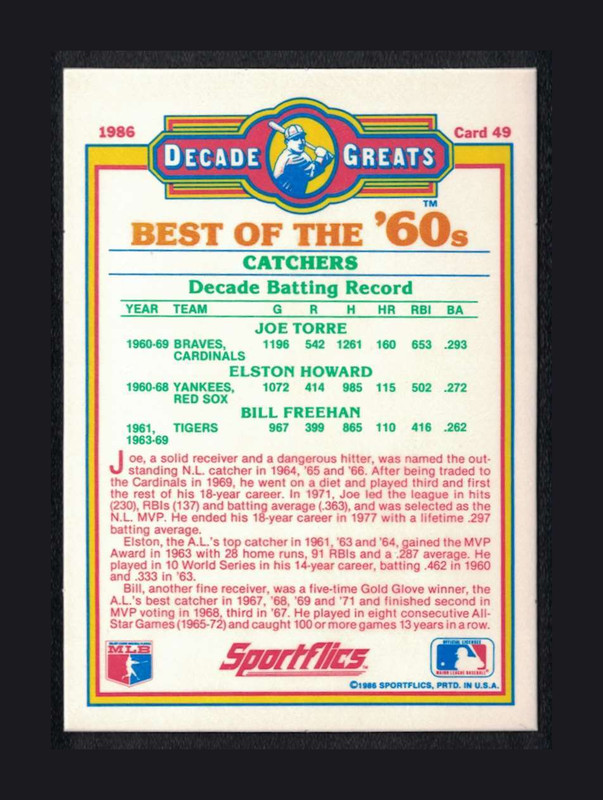 1986 Card 49
DECADE GREATS
TM
BEST OF THE '60s
CATCHERS
Decade Batting Record
YEAR TEAM G R H HR RBI BA
JOE TORRE
1960-69 BRAVES, 1196 542 1261 160 653 .293
CARDINALS
ELSTON HOWARD
1960-68 YANKEES, 1072 414 985 115 502 .272
RED SOX
BILL FREEHAN
1961, TIGERS 967 399 865 110 416 .262
1963-69
Joe, a solid receiver and a dangerous hitter, was named the out-
standing N.L. catcher in 1964, '65 and '66. After being traded to
the Cardinals in 1969, he went on a diet and played third and first
the rest of his 18-year career. In 1971, Joe led the league in hits
(230), RBIs (137) and batting average (.363), and was selected as the
N.L. MVP. He ended his 18-year career in 1977 with a lifetime .297
batting average.
Elston, the A.L.'s top catcher in 1961, '63 and '64, gained the MVP
Award in 1963 with 28 home runs, 91 RBIs and a .287 average. He
played in 10 World Series in his 14-year career, batting .462 in 1960
and .333 in '63.
Bill, another fine receiver, was a five-time Gold Glove winner, the
A.L.'s best catcher in 1967, '68, '69 and '71 and finished second in
MVP voting in 1968, third in '67. He played in eight consecutive All-
Star Games (1965-72) and caught 100 or more games 13 years in a row.
MLB
Sportflics™
OFFICIAL LICENSEE
MAJOR LEAGUE BASEBALL
©1986 SPORTFLICS, PRTD. IN U.S.A.